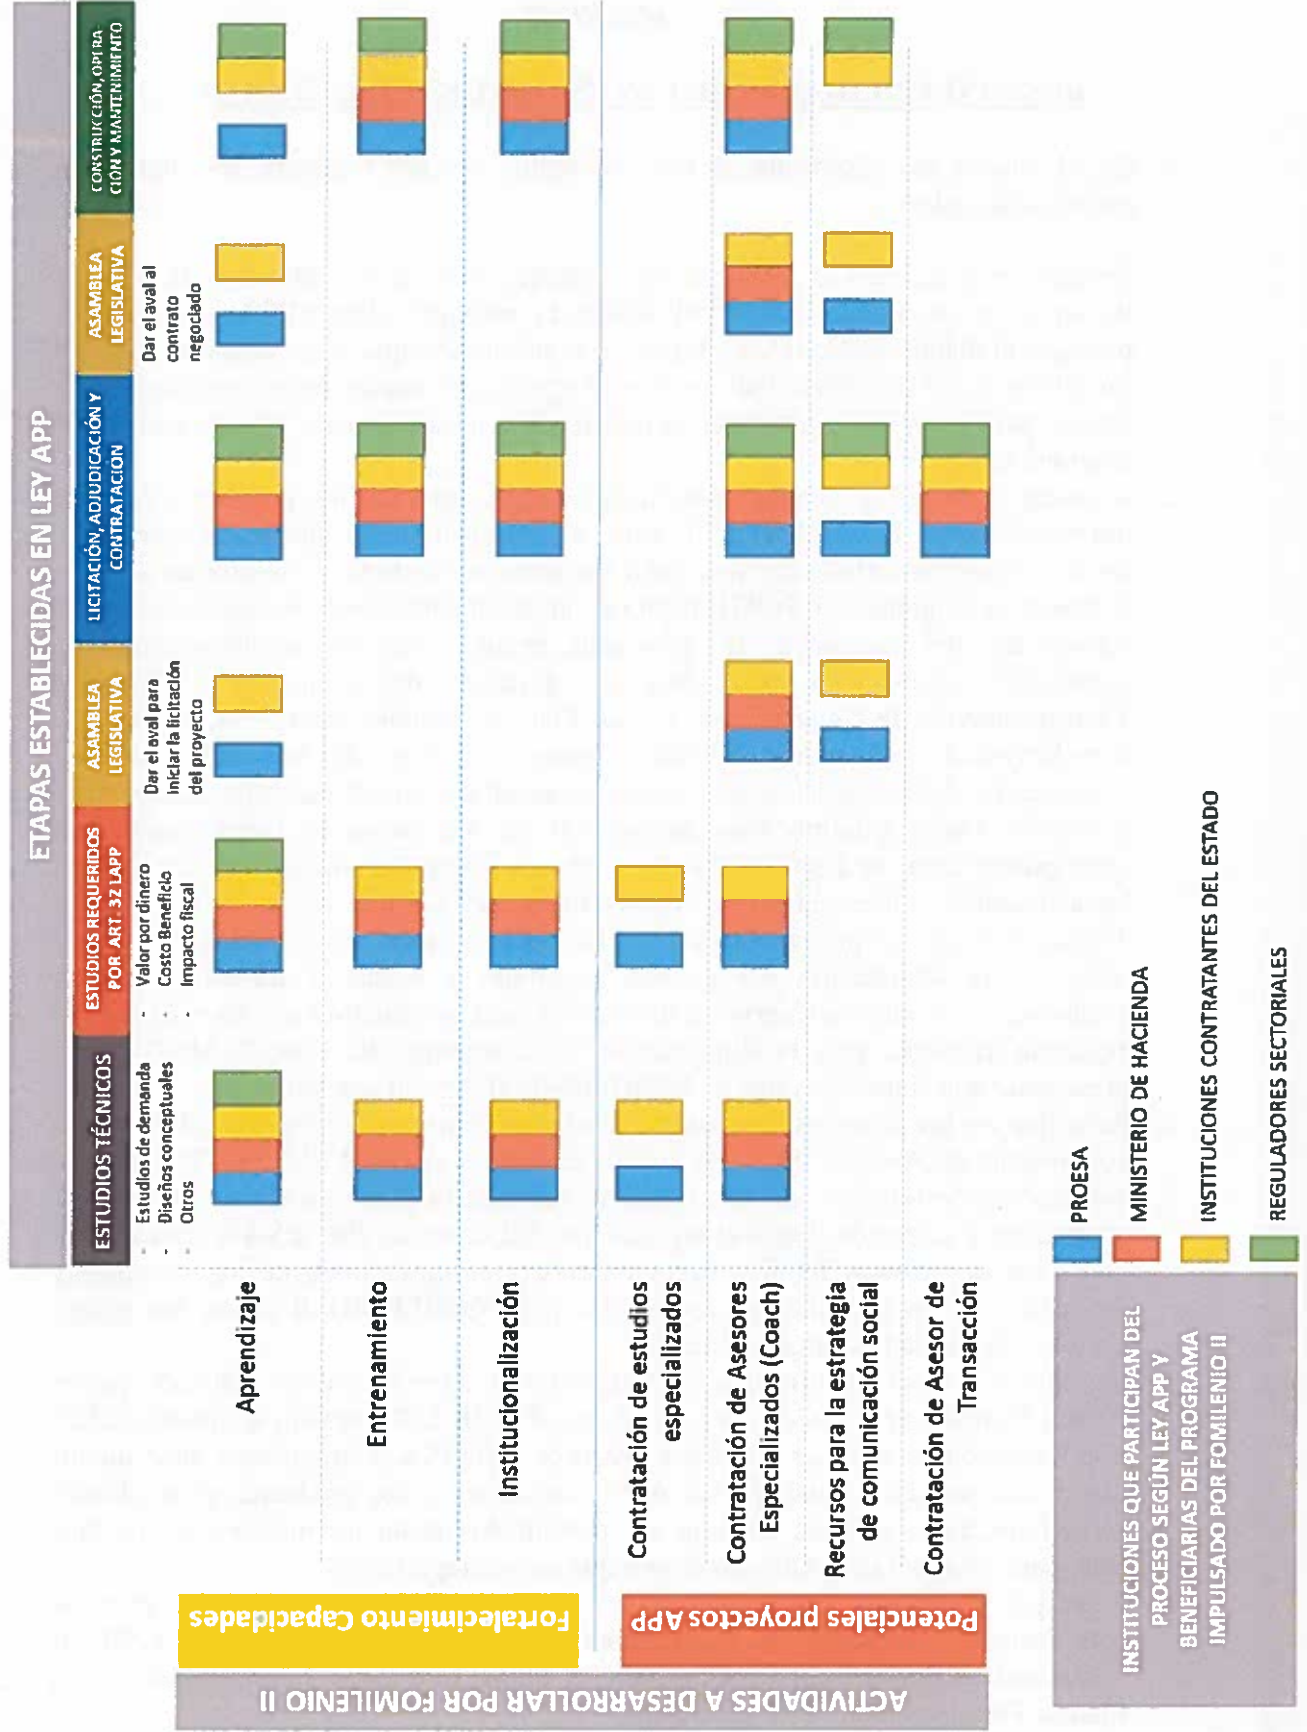 ETAPAS ESTABLECIDAS EN LEY APP
ESTUDIOS TÉCNICOS
- Estudios de demanda
- Diseños conceptuales
- Otros
ESTUDIOS REQUERIDOS
POR ART. 32 LAPP
- Valor por dinero
Costo Beneficio
- Impacto fiscal
ASAMBLEA
LEGISLATIVA
Dar el aval para
iniciar la licitación
del proyecto
LICITACIÓN, ADJUDICACIÓN Y
CONTRATACIÓN
ASAMBLEA
LEGISLATIVA
Dar el aval al
contrato
negociado
CONSTRUCCIÓN, OPERA-
CIÓN Y MANTENIMIENTO
ACTIVIDADES A DESARROLLAR POR FOMILENIO II
Fortalecimiento Capacidades
Aprendizaje
Entrenamiento
Institucionalización
Potenciales proyectos APP
Contratación de estudios
especializados
Contratación de Asesores
Especializados (Coach)
Recursos para la estrategia
de comunicación social
Contratación de Asesor de
Transacción
INSTITUCIONES QUE PARTICIPAN DEL
PROCESO SEGÚN LEY APP Y
BENEFICIARIAS DEL PROGRAMA
IMPULSADO POR FOMILENIO II
PROESA
MINISTERIO DE HACIENDA
INSTITUCIONES CONTRATANTES DEL ESTADO
REGULADORES SECTORIALES